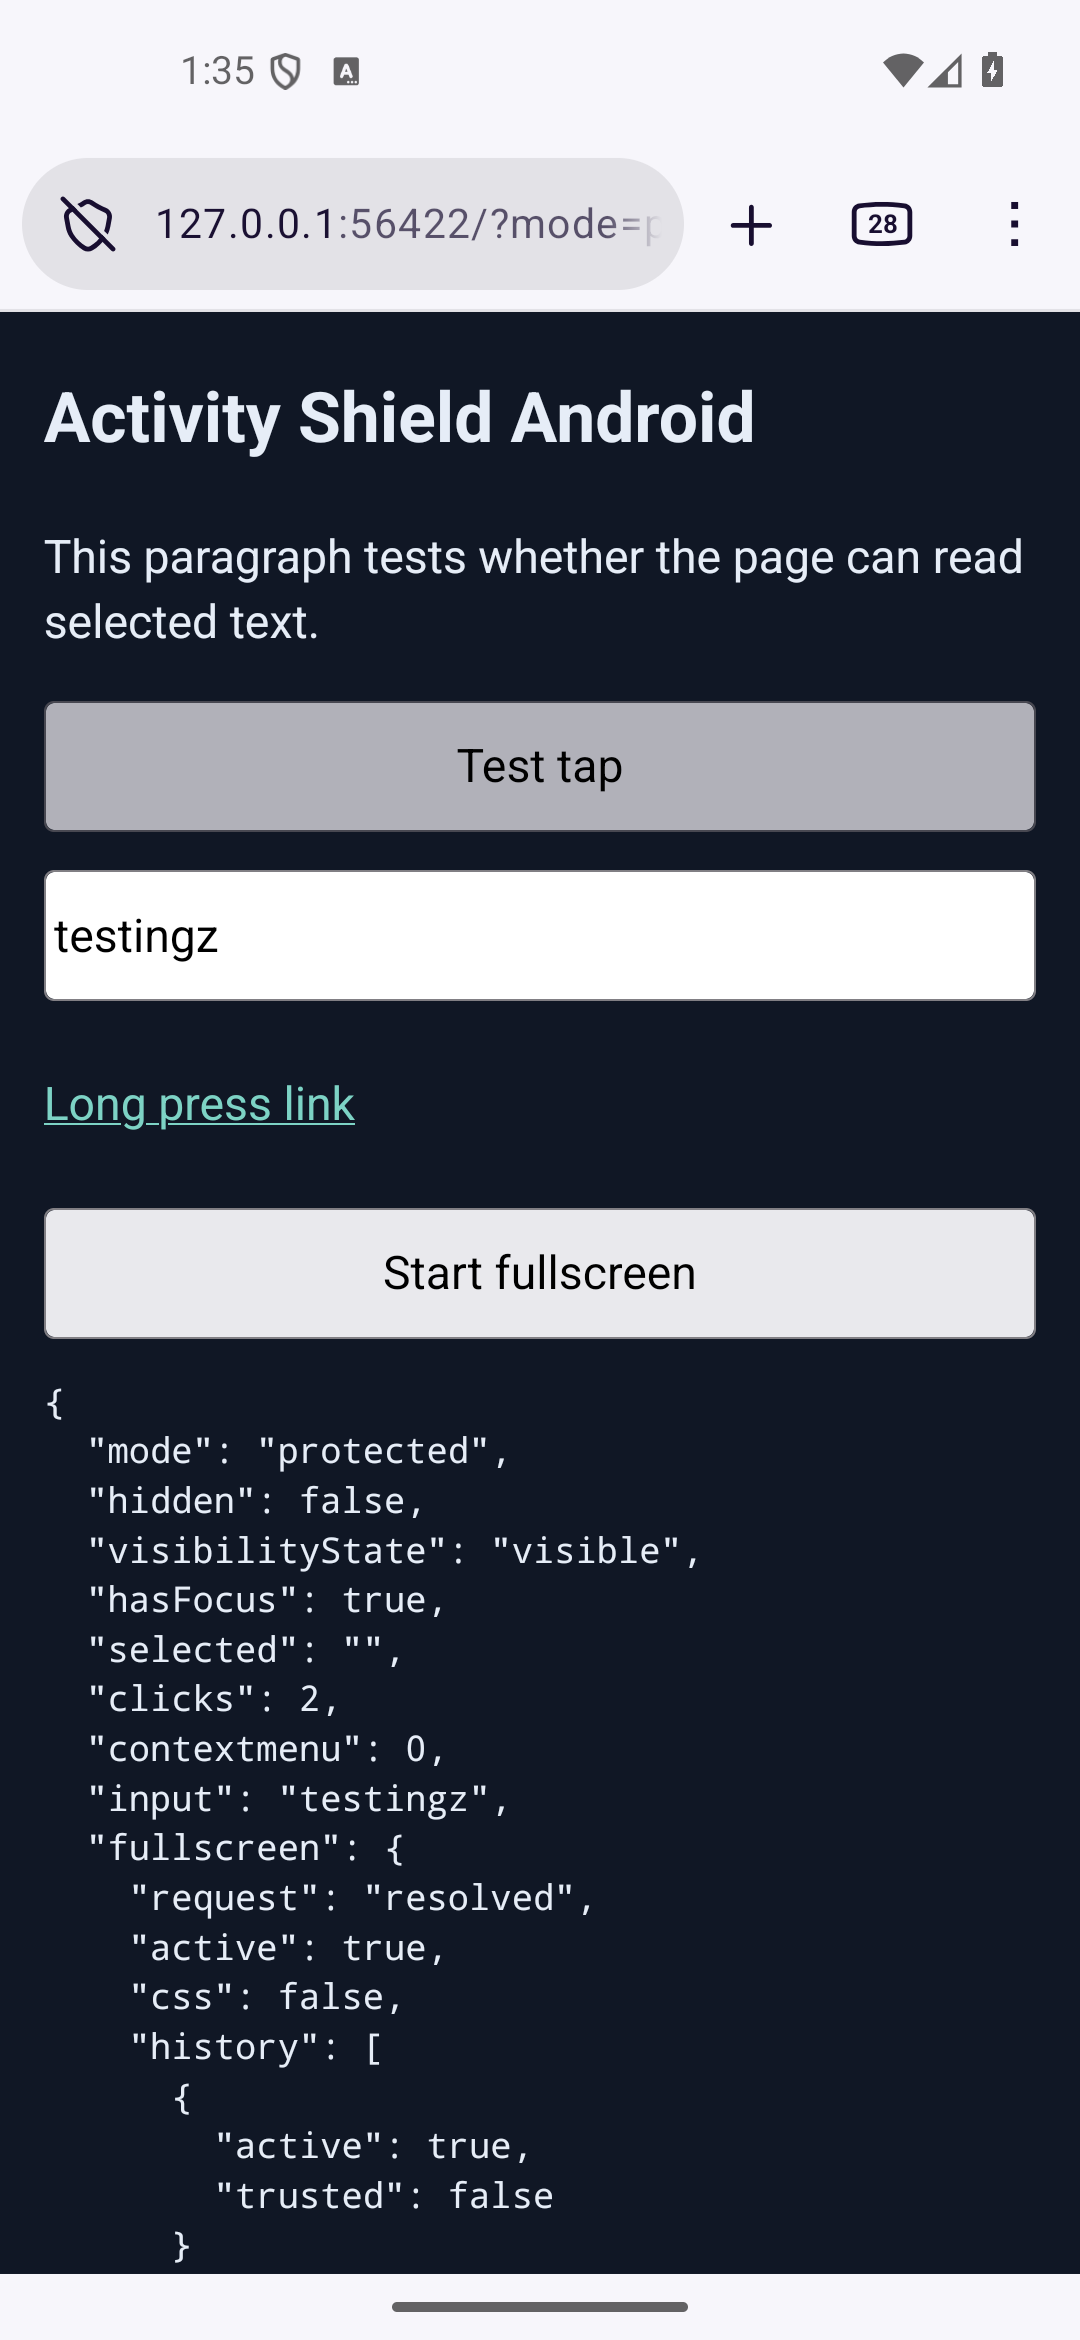 1:35
127.0.0.1:56422/?mode=p
28
Activity Shield Android
This paragraph tests whether the page can read
selected text.
Test tap
testingz
Long press link
Start fullscreen
{
  "mode": "protected",
  "hidden": false,
  "visibilityState": "visible",
  "hasFocus": true,
  "selected": "",
  "clicks": 2,
  "contextmenu": 0,
  "input": "testingz",
  "fullscreen": {
    "request": "resolved",
    "active": true,
    "css": false,
    "history": [
      {
        "active": true,
        "trusted": false
      }